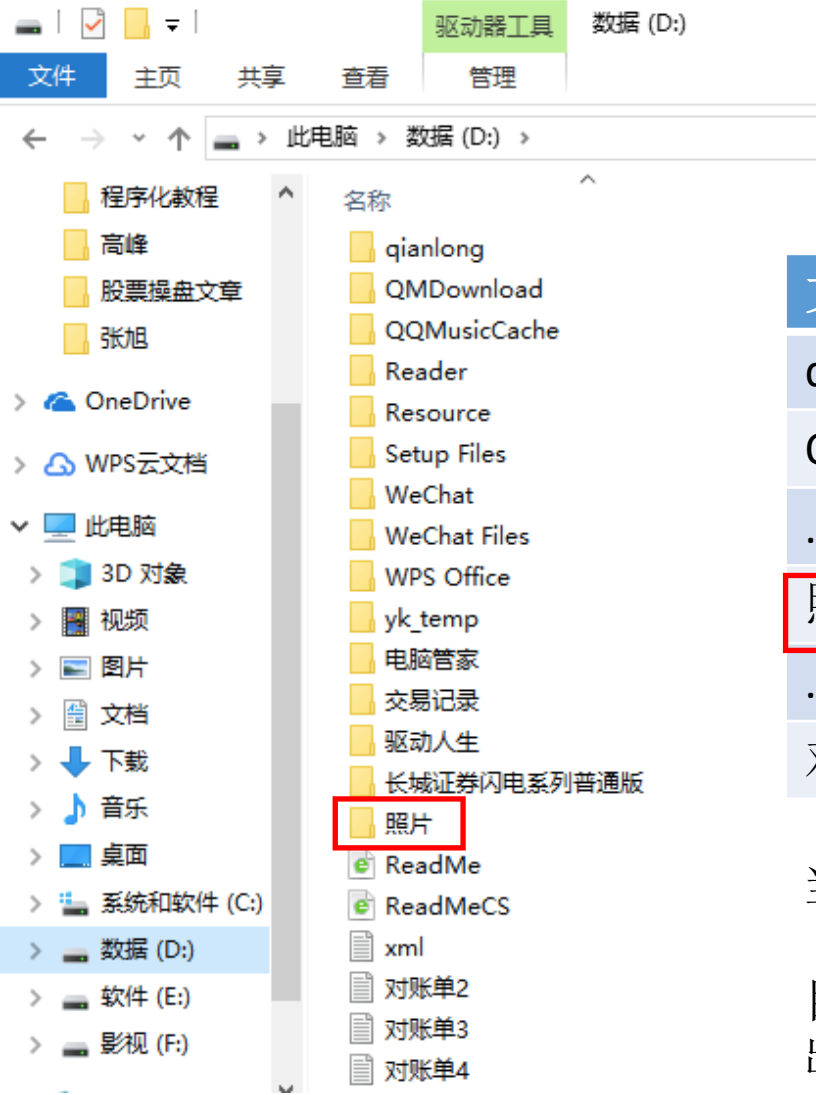 驱动器工具
数据 (D:)
文件
主页
共享
查看
管理
此电脑
数据 (D:)
程序化教程
高峰
股票操盘文章
张旭
OneDrive
WPS云文档
此电脑
3D 对象
视频
图片
文档
下载
音乐
桌面
系统和软件 (C:)
数据 (D:)
软件 (E:)
影视 (F:)
名称
qianlong
QMDownload
QQMusicCache
Reader
Resource
Setup Files
WeChat
WeChat Files
WPS Office
yk_temp
电脑管家
交易记录
驱动人生
长城证券闪电系列普通版
照片
ReadMe
ReadMeCS
xml
对账单2
对账单3
对账单4